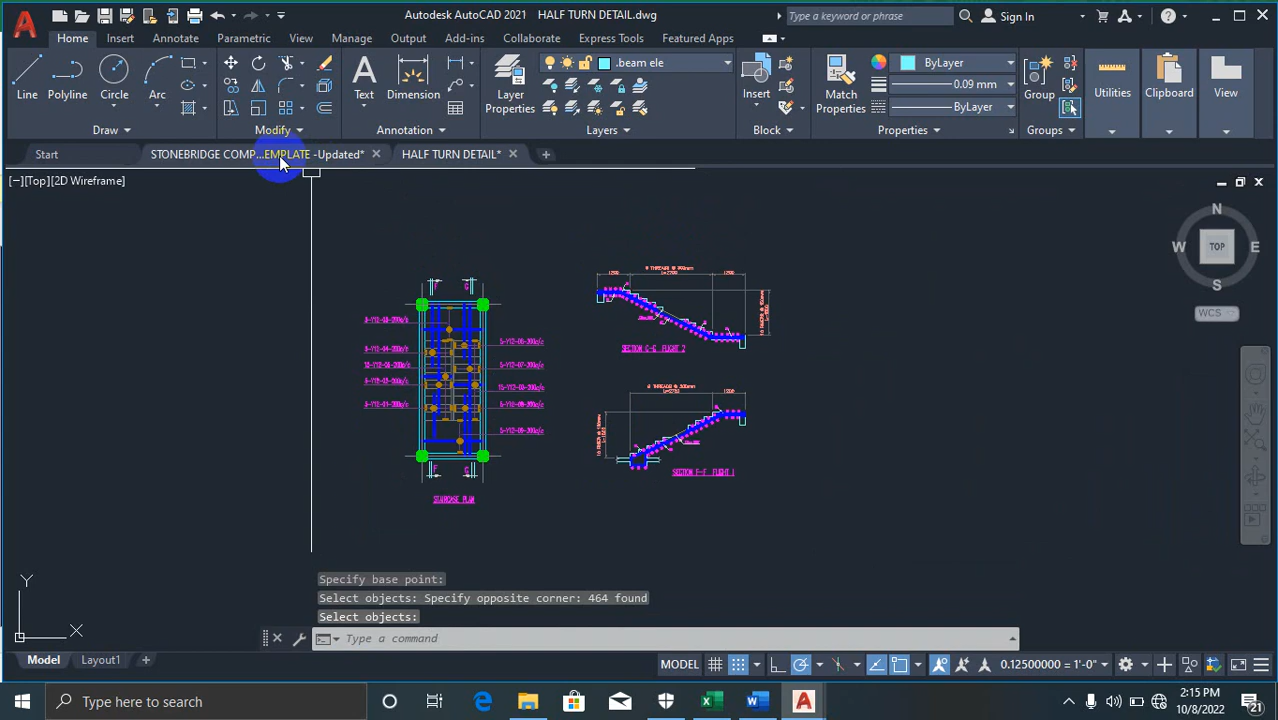 Autodesk AutoCAD 2021 HALF TURN DETAIL.dwg
Type a keyword or phrase
Sign In
Home Insert Annotate Parametric View Manage Output Add-ins Collaborate Express Tools Featured Apps
Line
Polyline
Circle
Arc
Draw
Modify
Text
Dimension
Annotation
Layer
Properties
.beam ele
Layers
Insert
Block
Match
Properties
ByLayer
0.09 mm
ByLayer
Properties
Group
Groups
Utilities
Clipboard
View
Start
STONEBRIDGE COMP...EMPLATE -Updated*
HALF TURN DETAIL*
[−][Top][2D Wireframe]
N
W
TOP
E
S
WCS
F
G
STAIRCASE PLAN
F
G
1200
SECTION G-G FLIGHT 2
1200
SECTION F-F FLIGHT 1
Y
X
Specify base point:
Select objects: Specify opposite corner: 464 found
Select objects:
Type a command
Model
Layout1
MODEL
0.12500000 = 1'-0"
Type here to search
2:15 PM
10/8/2022
21